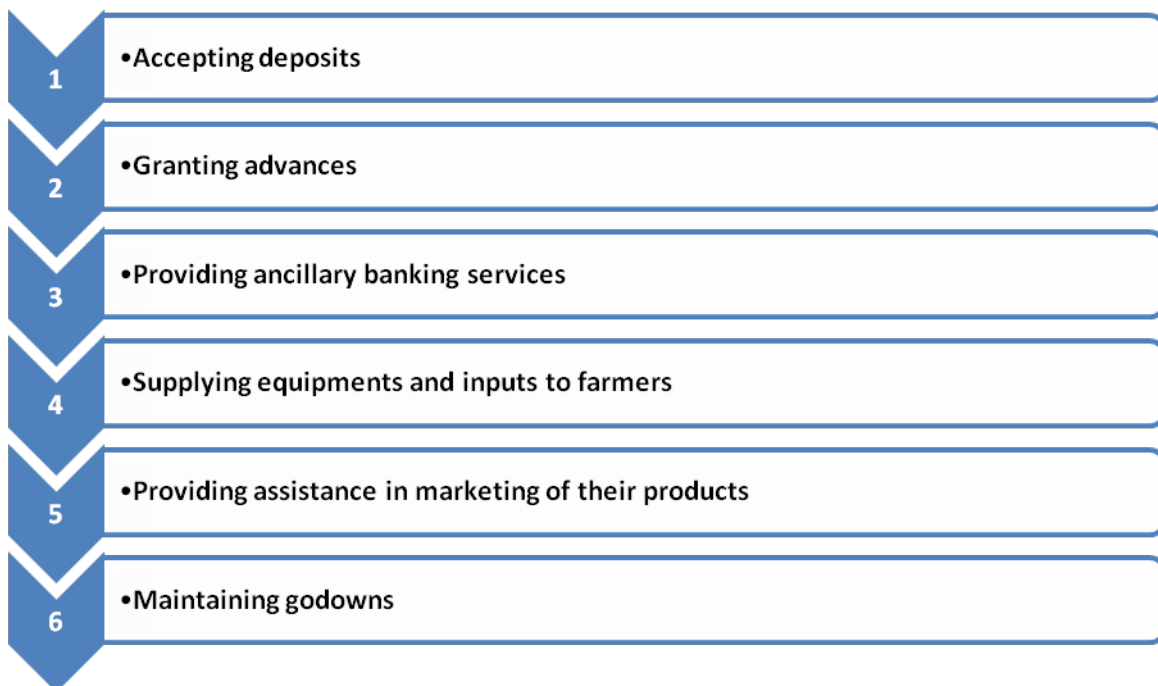 1
•Accepting deposits
2
•Granting advances
3
•Providing ancillary banking services
4
•Supplying equipments and inputs to farmers
5
•Providing assistance in marketing of their products
6
•Maintaining godowns